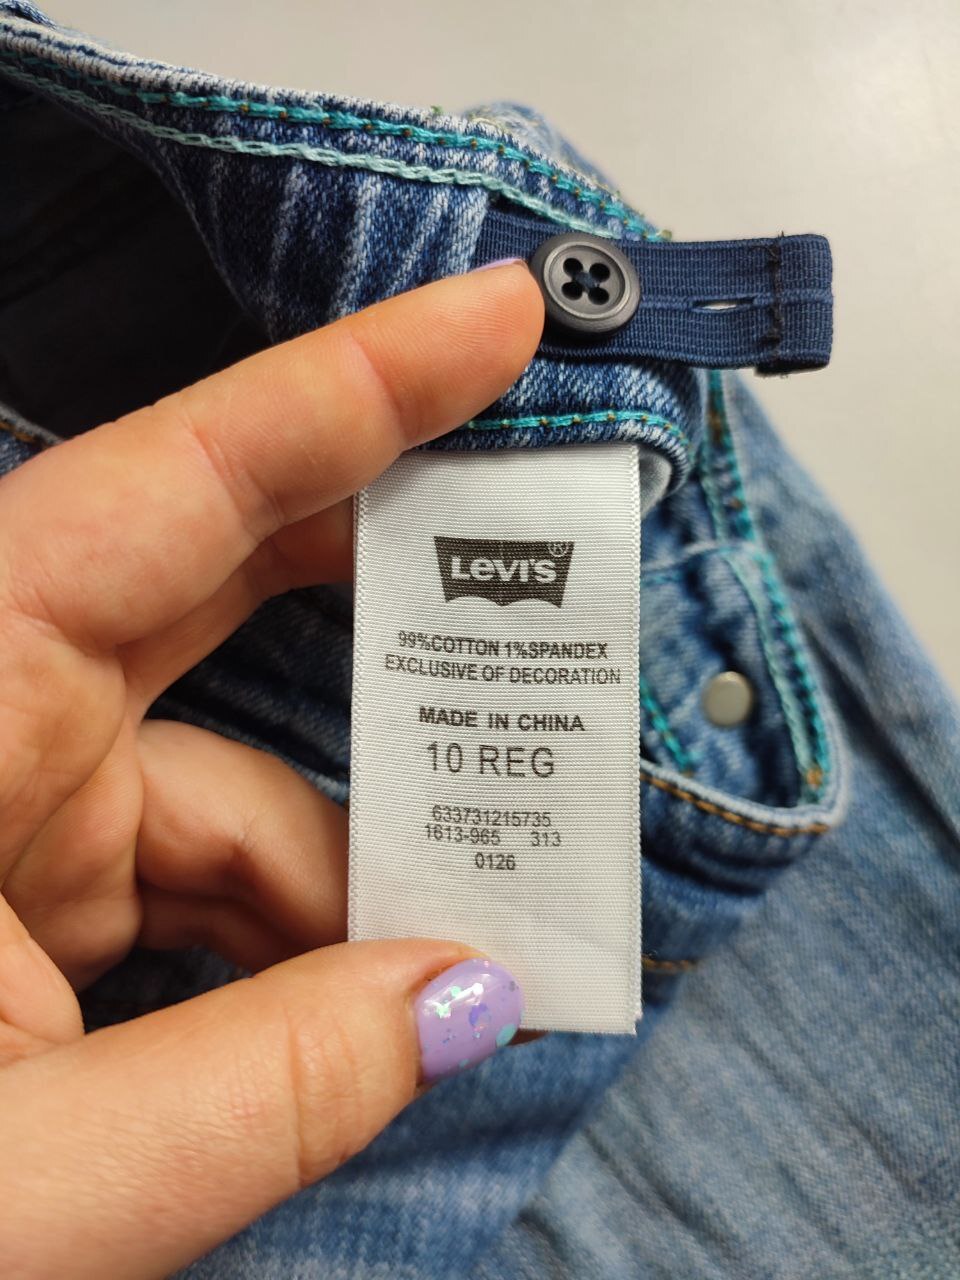 Levi's®
99%COTTON 1%SPANDEX
EXCLUSIVE OF DECORATION
MADE IN CHINA
10 REG
633731215735
1613-965 313
0126